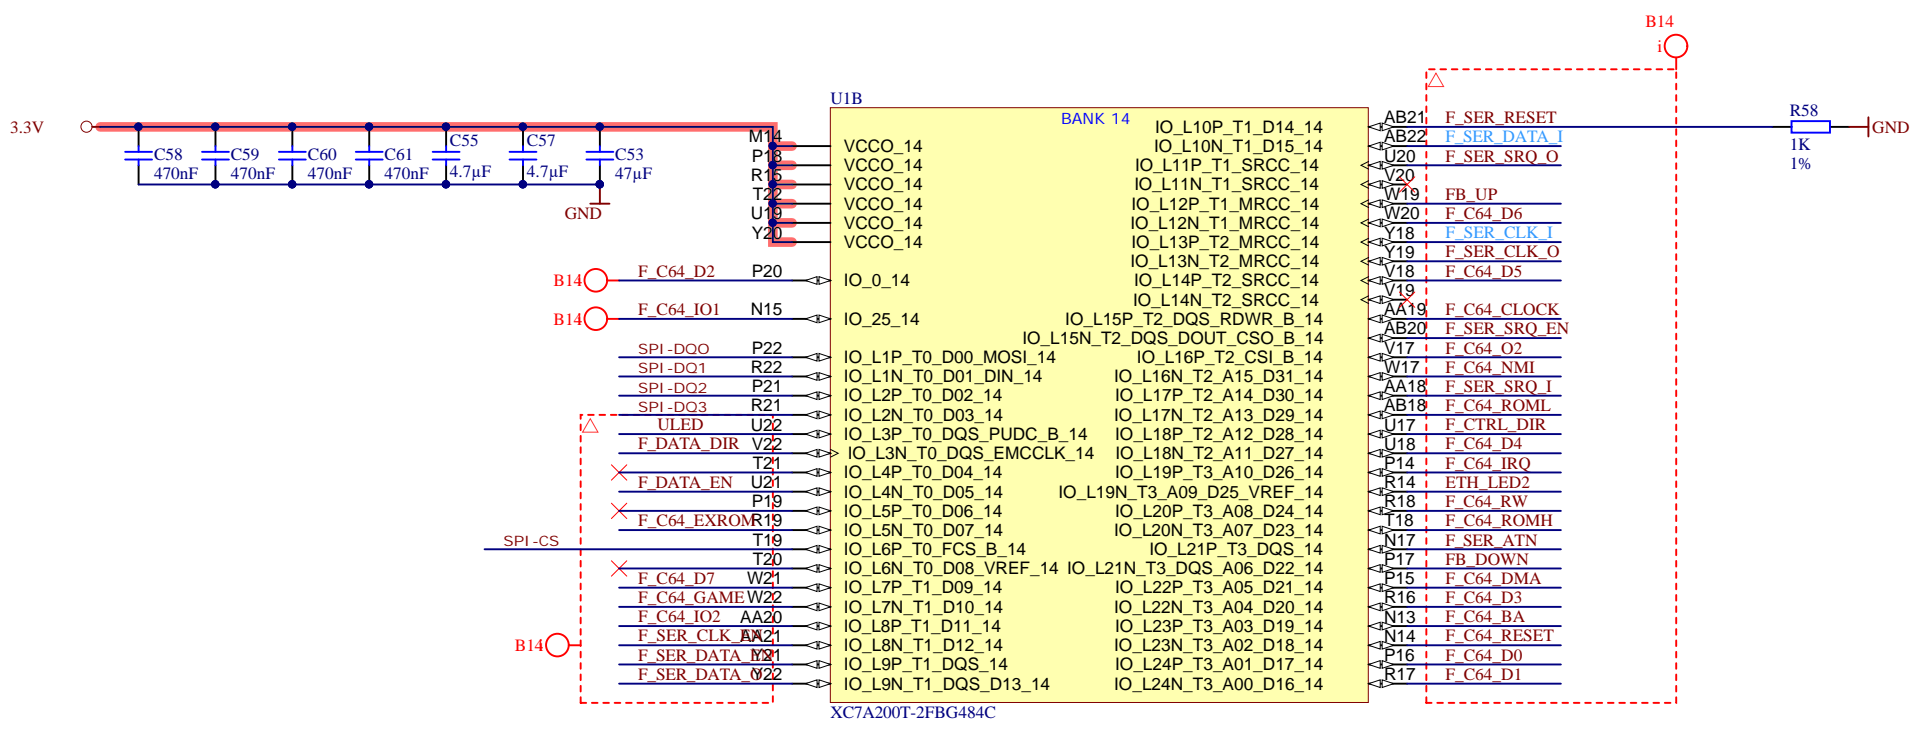 B14
i
U1B
BANK 14
3.3V
C58
470nF
C59
470nF
C60
470nF
C61
470nF
C55
4.7µF
C57
4.7µF
C53
47µF
GND
M14 VCCO_14
P18 VCCO_14
R15 VCCO_14
T22 VCCO_14
U19 VCCO_14
Y20 VCCO_14
B14 F_C64_D2 P20 IO_0_14
B14 F_C64_IO1 N15 IO_25_14
SPI-DQ0 P22 IO_L1P_T0_D00_MOSI_14
SPI-DQ1 R22 IO_L1N_T0_D01_DIN_14
SPI-DQ2 P21 IO_L2P_T0_D02_14
SPI-DQ3 R21 IO_L2N_T0_D03_14
ULED U22 IO_L3P_T0_DQS_PUDC_B_14
F_DATA_DIR V22 IO_L3N_T0_DQS_EMCCLK_14
T21 IO_L4P_T0_D04_14
F_DATA_EN U21 IO_L4N_T0_D05_14
P19 IO_L5P_T0_D06_14
F_C64_EXROM R19 IO_L5N_T0_D07_14
SPI-CS T19 IO_L6P_T0_FCS_B_14
T20 IO_L6N_T0_D08_VREF_14
F_C64_D7 W21 IO_L7P_T1_D09_14
F_C64_GAME W22 IO_L7N_T1_D10_14
F_C64_IO2 AA20 IO_L8P_T1_D11_14
B14 F_SER_CLK_EN AA21 IO_L8N_T1_D12_14
F_SER_DATA_EN Y21 IO_L9P_T1_DQS_14
F_SER_DATA_O Y22 IO_L9N_T1_DQS_D13_14
IO_L10P_T1_D14_14 AB21 F_SER_RESET
IO_L10N_T1_D15_14 AB22 F_SER_DATA_I
IO_L11P_T1_SRCC_14 U20 F_SER_SRQ_O
IO_L11N_T1_SRCC_14 V20
IO_L12P_T1_MRCC_14 W19 FB_UP
IO_L12N_T1_MRCC_14 W20 F_C64_D6
IO_L13P_T2_MRCC_14 Y18 F_SER_CLK_I
IO_L13N_T2_MRCC_14 Y19 F_SER_CLK_O
IO_L14P_T2_SRCC_14 V18 F_C64_D5
IO_L14N_T2_SRCC_14 V19
IO_L15P_T2_DQS_RDWR_B_14 AA19 F_C64_CLOCK
IO_L15N_T2_DQS_DOUT_CSO_B_14 AB20 F_SER_SRQ_EN
IO_L16P_T2_CSI_B_14 V17 F_C64_O2
IO_L16N_T2_A15_D31_14 W17 F_C64_NMI
IO_L17P_T2_A14_D30_14 AA18 F_SER_SRQ_I
IO_L17N_T2_A13_D29_14 AB18 F_C64_ROML
IO_L18P_T2_A12_D28_14 U17 F_CTRL_DIR
IO_L18N_T2_A11_D27_14 U18 F_C64_D4
IO_L19P_T3_A10_D26_14 P14 F_C64_IRQ
IO_L19N_T3_A09_D25_VREF_14 R14 ETH_LED2
IO_L20P_T3_A08_D24_14 R18 F_C64_RW
IO_L20N_T3_A07_D23_14 T18 F_C64_ROMH
IO_L21P_T3_DQS_14 N17 F_SER_ATN
IO_L21N_T3_DQS_A06_D22_14 P17 FB_DOWN
IO_L22P_T3_A05_D21_14 P15 F_C64_DMA
IO_L22N_T3_A04_D20_14 R16 F_C64_D3
IO_L23P_T3_A03_D19_14 N13 F_C64_BA
IO_L23N_T3_A02_D18_14 N14 F_C64_RESET
IO_L24P_T3_A01_D17_14 P16 F_C64_D0
IO_L24N_T3_A00_D16_14 R17 F_C64_D1
R58
1K
1%
GND
XC7A200T-2FBG484C